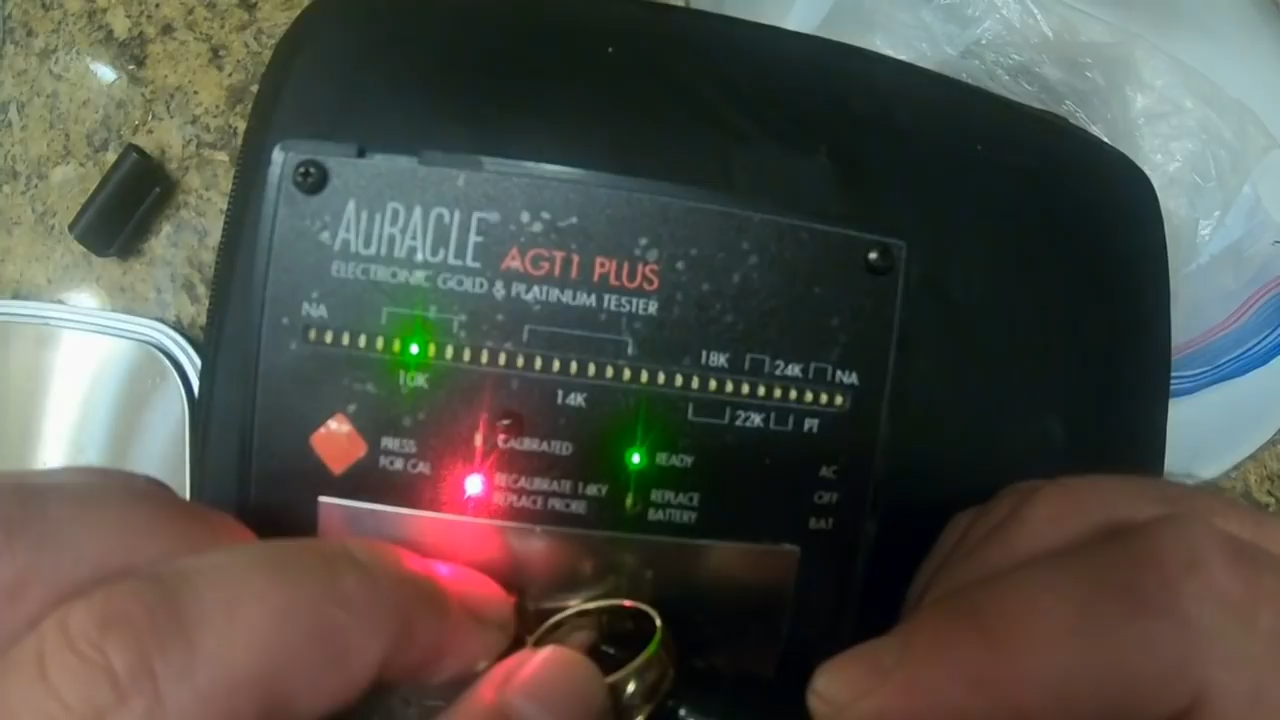 AuRACLE AGT1 PLUS
ELECTRONIC GOLD & PLATINUM TESTER
NA
18K 24K NA
10K 14K 22K PT
PRESS
FOR CAL
CALIBRATED
READY
RECALIBRATE 14KY
REPLACE PROBE
REPLACE
BATTERY
AC
OFF
BAT